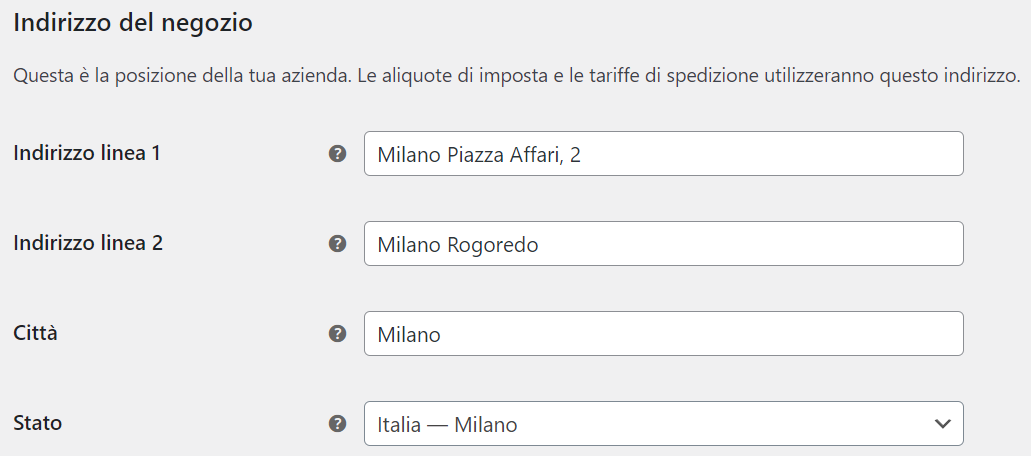 Indirizzo del negozio
Questa è la posizione della tua azienda. Le aliquote di imposta e le tariffe di spedizione utilizzeranno questo indirizzo.
Indirizzo linea 1 ? Milano Piazza Affari, 2
Indirizzo linea 2 ? Milano Rogoredo
Città ? Milano
Stato ? Italia — Milano